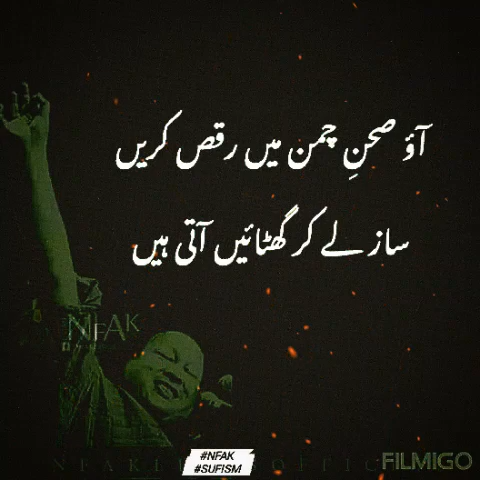 آؤ صحنِ چمن میں رقص کریں
ساز لے کر گھٹائیں آتی ہیں
NFAK
#NFAK
#SUFISM
FILMIGO